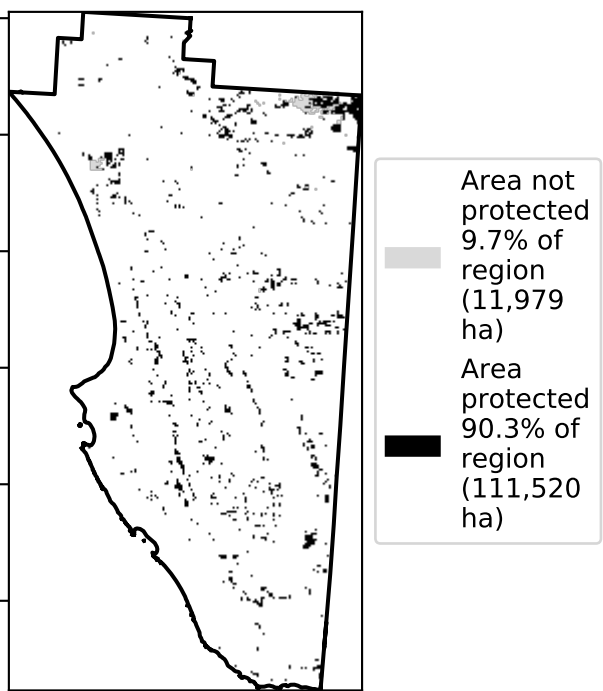 Area not
protected
9.7% of
region
(11,979
ha)
Area
protected
90.3% of
region
(111,520
ha)